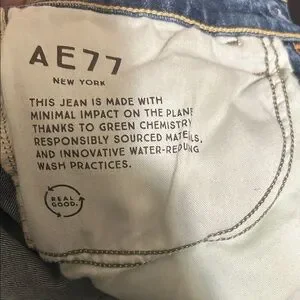 AE77
NEW YORK
THIS JEAN IS MADE WITH
MINIMAL IMPACT ON THE PLANE
THANKS TO GREEN CHEMISTRY
RESPONSIBLY SOURCED
AND INNOVATIVE
WASH PRACTICES.
REAL
GOOD.